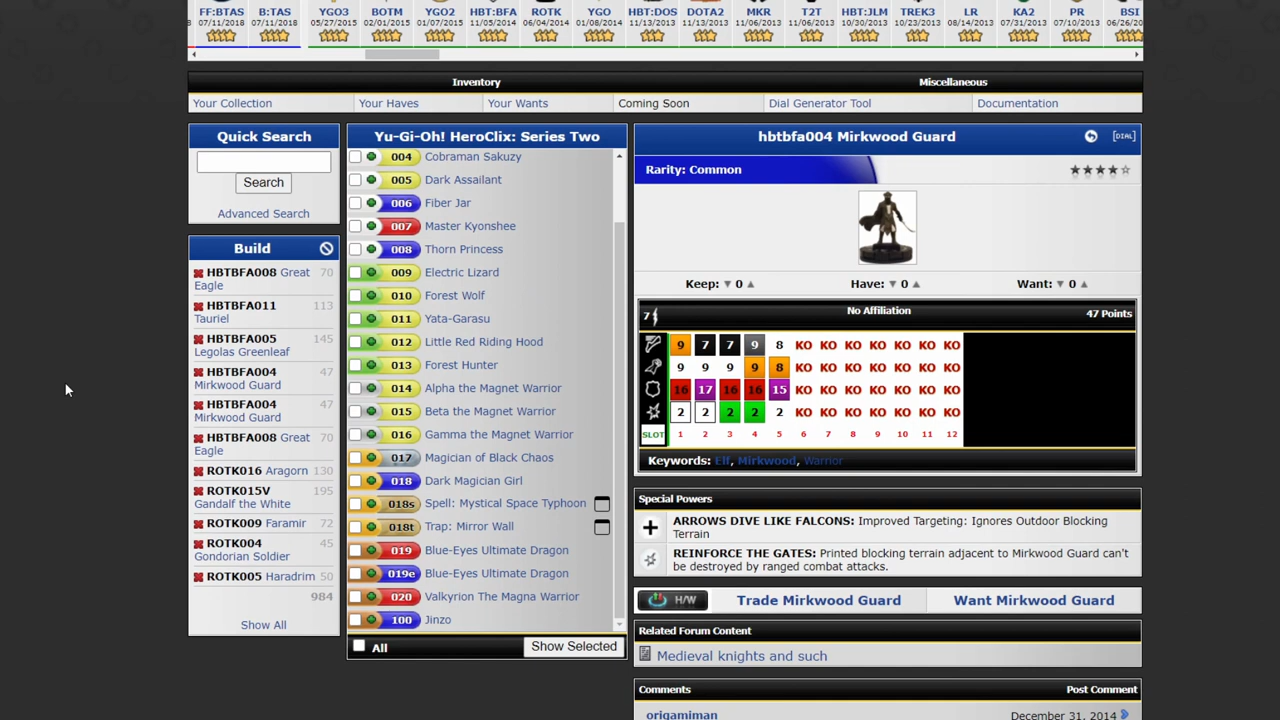 FF:BTAS B:TAS YGO3 BOTM YGO2 HBT:BFA ROTK YGO HBT:DOS DOTA2 MKM T2T HBT:JLM TREK3 LR KA2 PR BSI
07/11/2018 07/11/2018 05/27/2015 02/01/2015 01/07/2015 11/05/2014 06/04/2014 01/08/2014 11/13/2013 11/13/2013 11/06/2013 11/06/2013 10/30/2013 10/23/2013 08/14/2013 07/31/2013 07/10/2013 06/26/20
Inventory Miscellaneous
Your Collection Your Haves Your Wants Coming Soon Dial Generator Tool Documentation
Quick Search
Search
Advanced Search
Build
HBTBFA008 Great 70
Eagle
HBTBFA011 113
Tauriel
HBTBFA005 145
Legolas Greenleaf
HBTBFA004 47
Mirkwood Guard
HBTBFA004 47
Mirkwood Guard
HBTBFA008 Great 70
Eagle
ROTK016 Aragorn 130
ROTK015V 195
Gandalf the White
ROTK009 Faramir 72
ROTK004 45
Gondorian Soldier
ROTK005 Haradrim 50
984
Show All
Yu-Gi-Oh! HeroClix: Series Two
004 Cobraman Sakuzy
005 Dark Assailant
006 Fiber Jar
007 Master Kyonshee
008 Thorn Princess
009 Electric Lizard
010 Forest Wolf
011 Yata-Garasu
012 Little Red Riding Hood
013 Forest Hunter
014 Alpha the Magnet Warrior
015 Beta the Magnet Warrior
016 Gamma the Magnet Warrior
017 Magician of Black Chaos
018 Dark Magician Girl
018s Spell: Mystical Space Typhoon
018t Trap: Mirror Wall
019 Blue-Eyes Ultimate Dragon
019e Blue-Eyes Ultimate Dragon
020 Valkyrion The Magna Warrior
100 Jinzo
All Show Selected
hbtbfa004 Mirkwood Guard [DIAL]
Rarity: Common
Keep: 0 Have: 0 Want: 0
7 No Affiliation 47 Points
9 7 7 9 8 KO KO KO KO KO KO KO
9 9 9 9 8 KO KO KO KO KO KO KO
16 17 16 16 15 KO KO KO KO KO KO KO
2 2 2 2 2 KO KO KO KO KO KO KO
SLOT 1 2 3 4 5 6 7 8 9 10 11 12
Keywords: Elf, Mirkwood, Warrior
Special Powers
ARROWS DIVE LIKE FALCONS: Improved Targeting: Ignores Outdoor Blocking
Terrain
REINFORCE THE GATES: Printed blocking terrain adjacent to Mirkwood Guard can't
be destroyed by ranged combat attacks.
H/W Trade Mirkwood Guard Want Mirkwood Guard
Related Forum Content
Medieval knights and such
Comments Post Comment
origamiman December 31, 2014